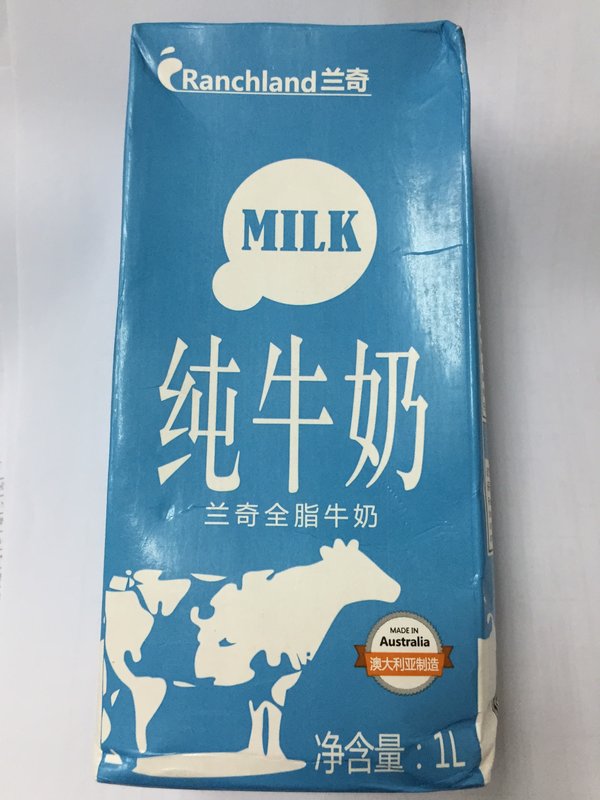 Ranchland兰奇
MILK
纯牛奶
兰奇全脂牛奶
MADE IN
Australia
澳大利亚制造
净含量：1L